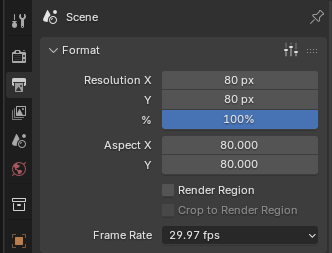 Scene
Format
Resolution X 80 px
Y 80 px
% 100%
Aspect X 80.000
Y 80.000
Render Region
Crop to Render Region
Frame Rate 29.97 fps